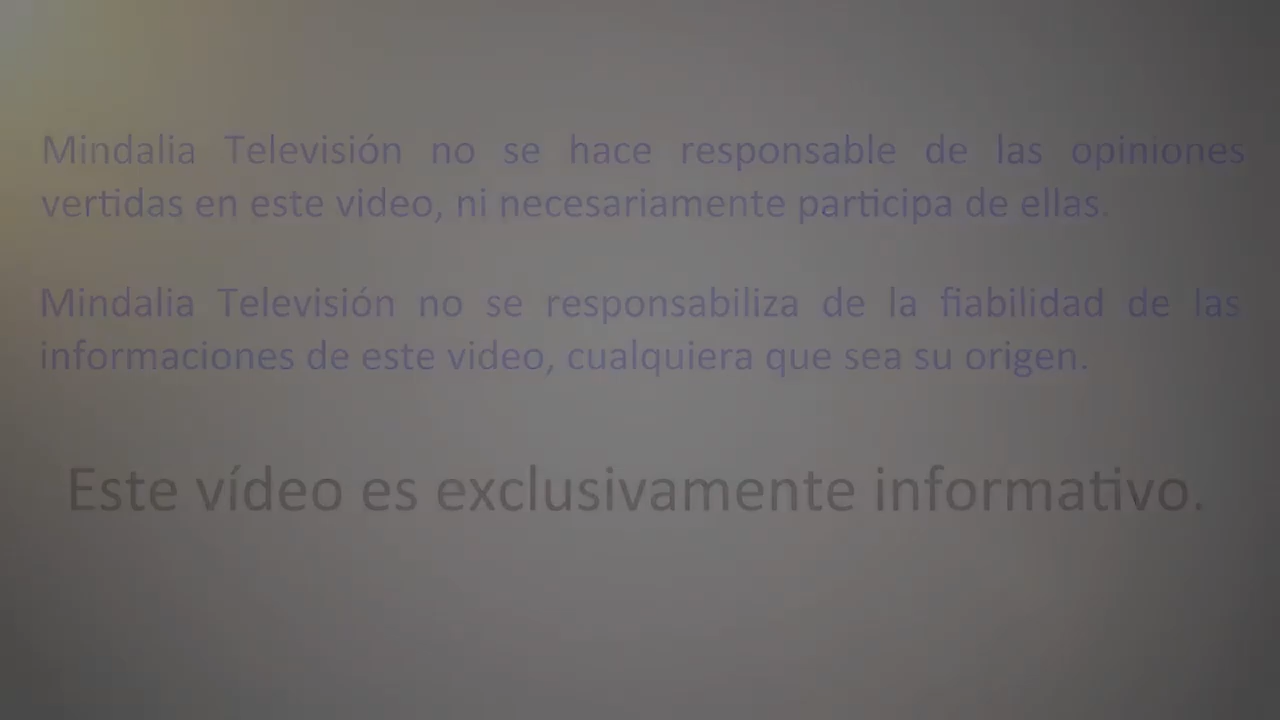 Mindalia Televisión no se hace responsable de las opiniones
vertidas en este video, ni necesariamente participa de ellas.
Mindalia Televisión no se responsabiliza de la fiabilidad de las
informaciones de este video, cualquiera que sea su origen.
Este vídeo es exclusivamente informativo.